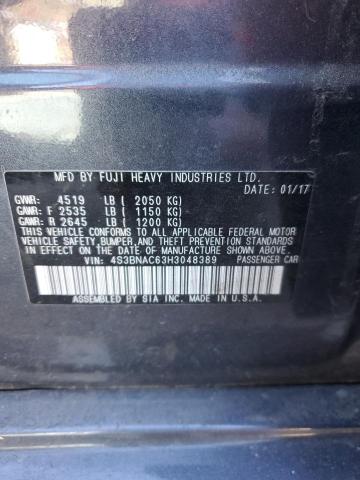 MFD BY FUJI HEAVY INDUSTRIES LTD.
DATE: 01/17
GVWR: 4519 LB ( 2050 KG)
GAWR: F 2535 LB ( 1150 KG)
GAWR: R 2645 LB ( 1200 KG)
THIS VEHICLE CONFORMS TO ALL APPLICABLE FEDERAL MOTOR
VEHICLE SAFETY,BUMPER,AND THEFT PREVENTION STANDARDS
IN EFFECT ON THE DATE OF MANUFACTURE SHOWN ABOVE.
VIN: 4S3BNAC63H3048389 PASSENGER CAR
ASSEMBLED BY SIA INC. MADE IN U.S.A.